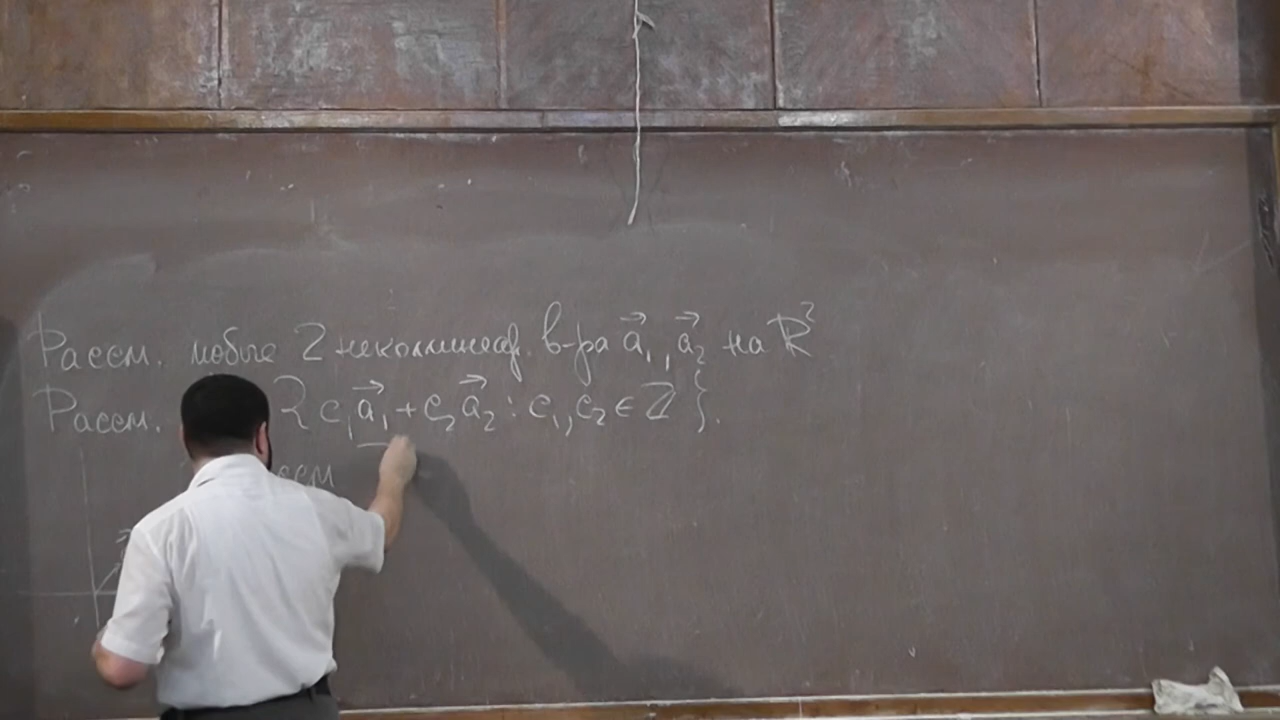 Рассм. любые 2 неколлинеар. в-ра a⃗₁, a⃗₂ на ℝ²
Рассм. {c₁a⃗₁+c₂a⃗₂ : c₁,c₂ ∈ ℤ}.